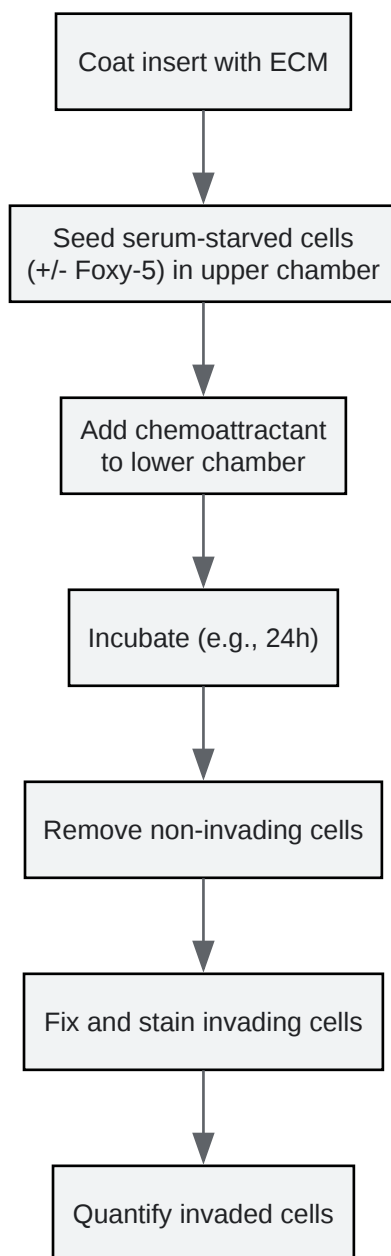 Coat insert with ECM
Seed serum-starved cells
(+/- Foxy-5) in upper chamber
Add chemoattractant
to lower chamber
Incubate (e.g., 24h)
Remove non-invading cells
Fix and stain invading cells
Quantify invaded cells